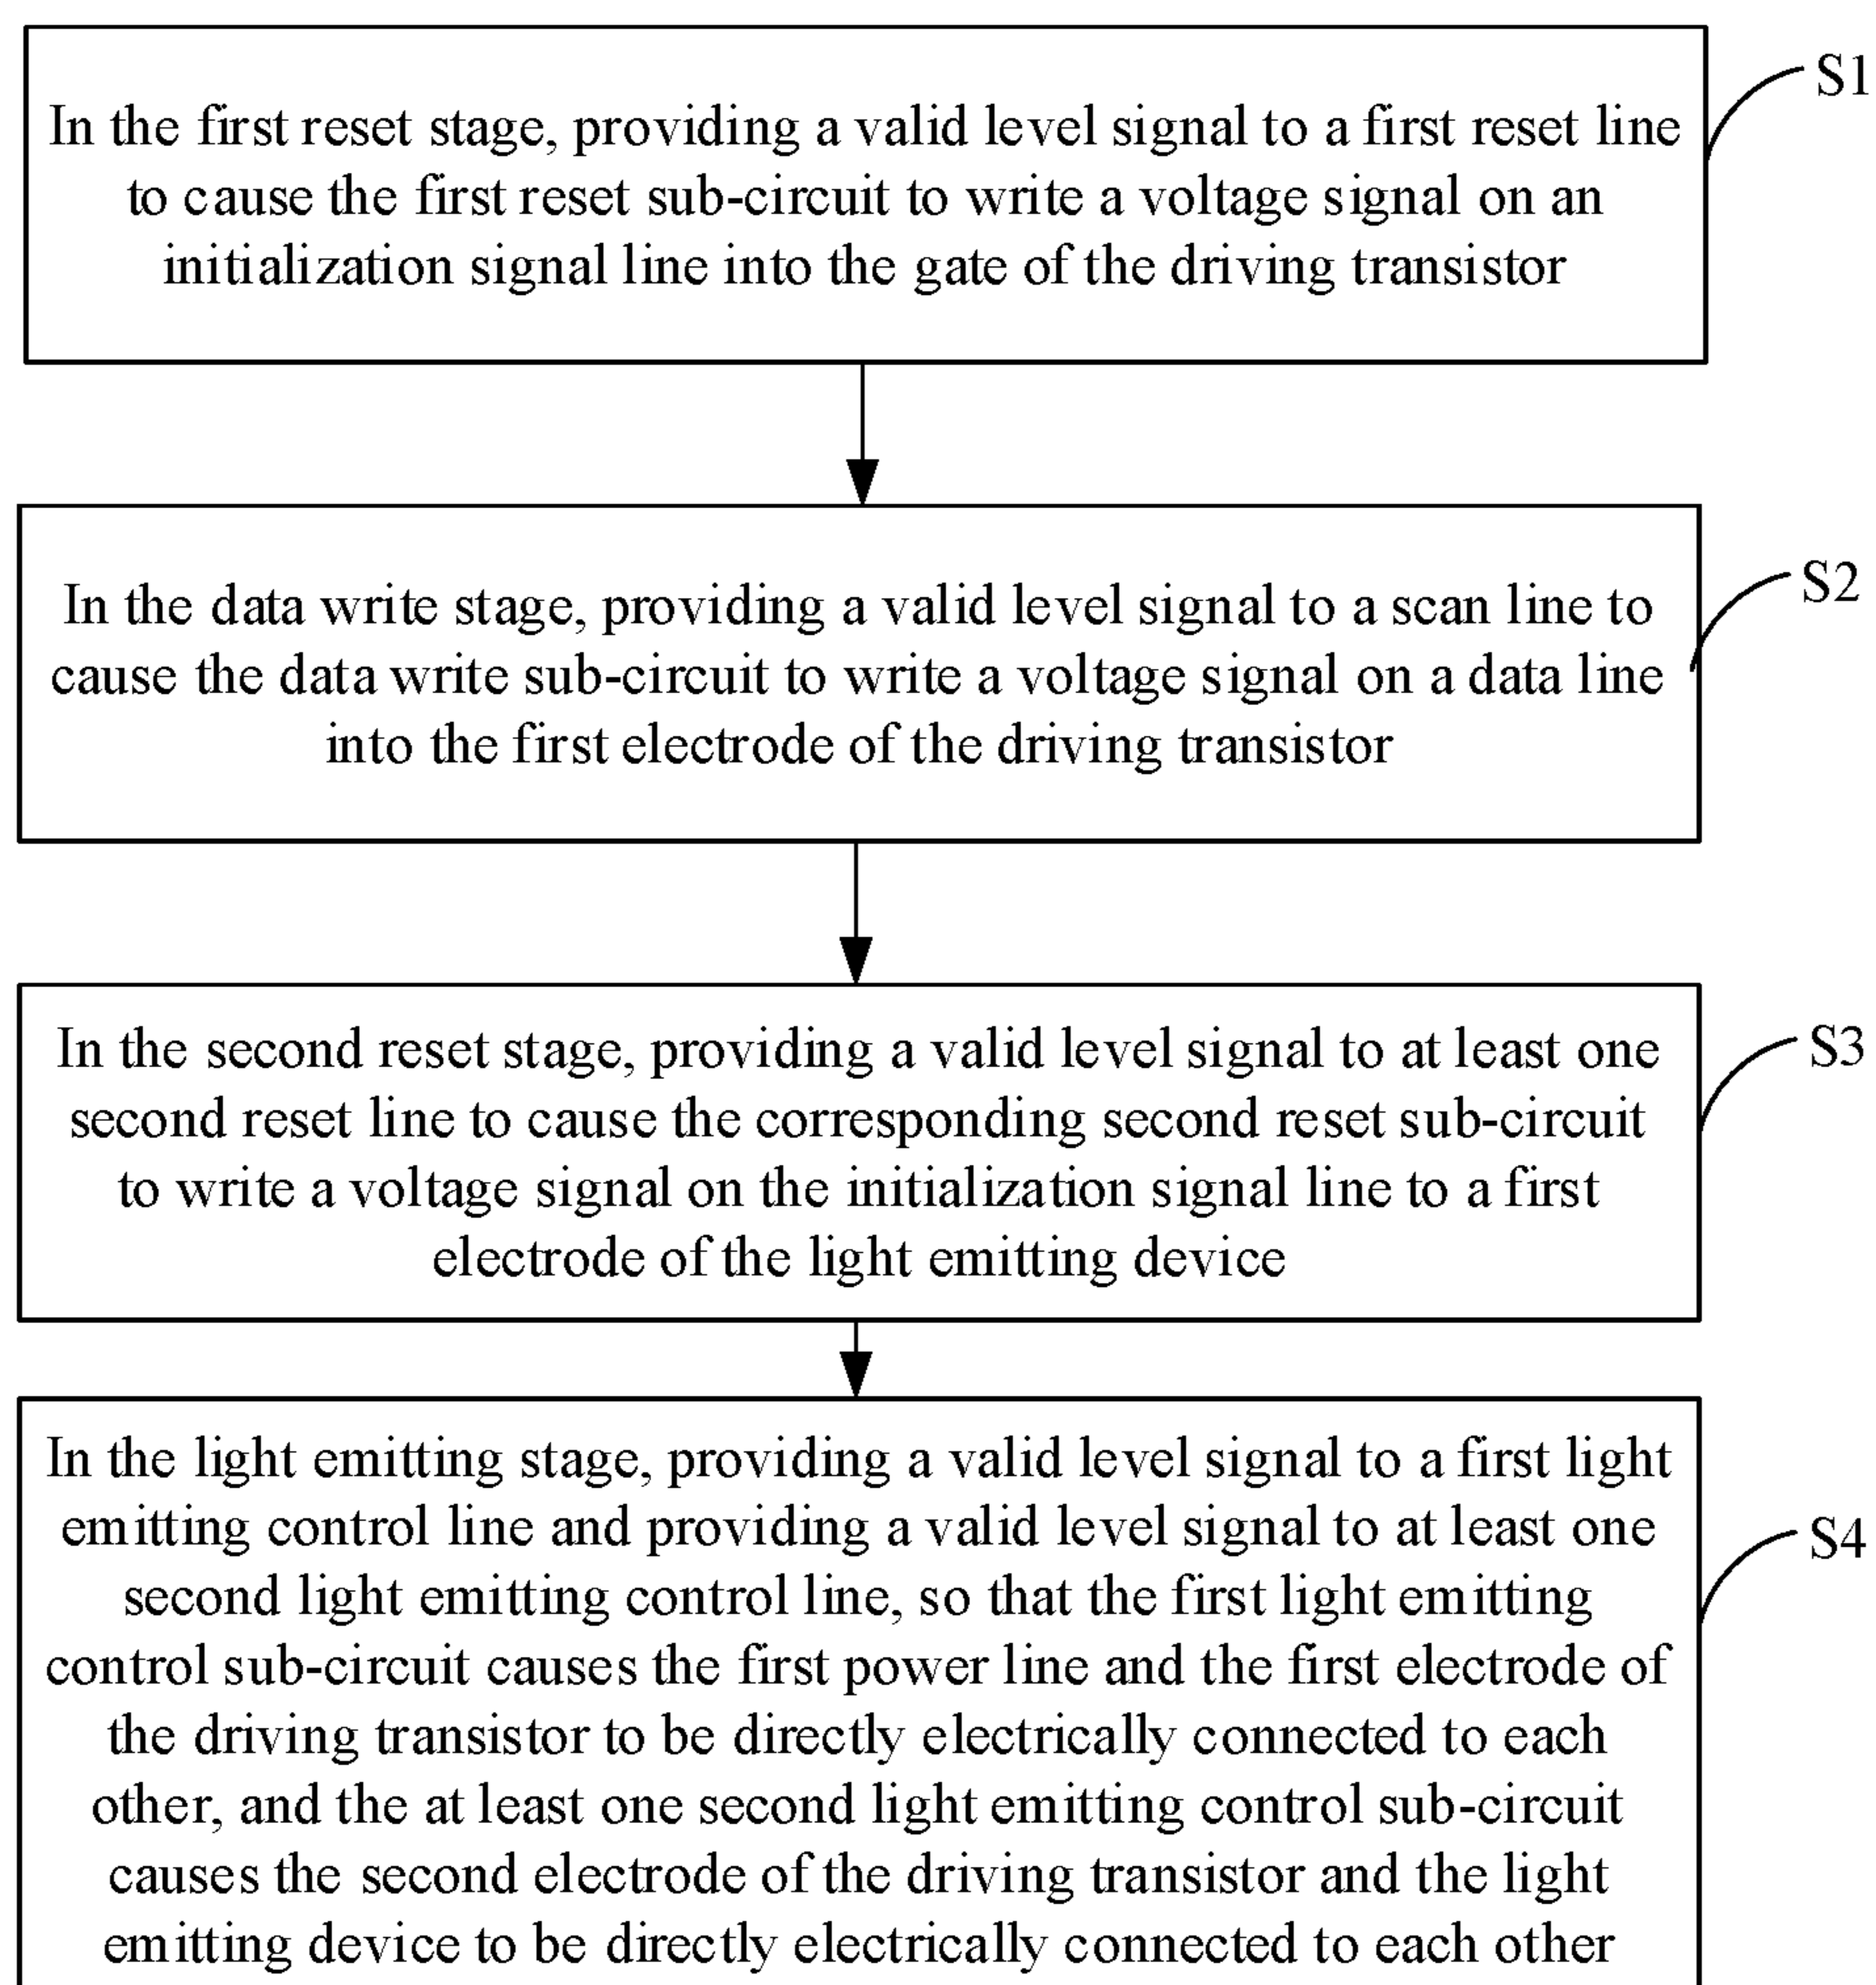 In the first reset stage, providing a valid level signal to a first reset line
to cause the first reset sub-circuit to write a voltage signal on an
initialization signal line into the gate of the driving transistor
S1
In the data write stage, providing a valid level signal to a scan line to
cause the data write sub-circuit to write a voltage signal on a data line
into the first electrode of the driving transistor
S2
In the second reset stage, providing a valid level signal to at least one
second reset line to cause the corresponding second reset sub-circuit
to write a voltage signal on the initialization signal line to a first
electrode of the light emitting device
S3
In the light emitting stage, providing a valid level signal to a first light
emitting control line and providing a valid level signal to at least one
second light emitting control line, so that the first light emitting
control sub-circuit causes the first power line and the first electrode of
the driving transistor to be directly electrically connected to each
other, and the at least one second light emitting control sub-circuit
causes the second electrode of the driving transistor and the light
emitting device to be directly electrically connected to each other
S4